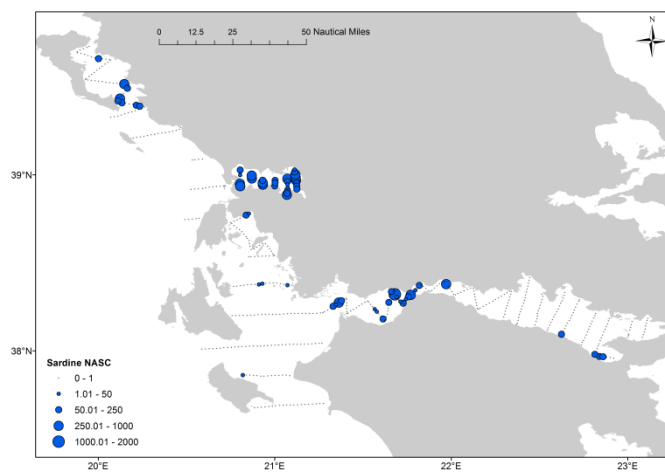 N
0 12.5 25 50 Nautical Miles
39°N
38°N
Sardine NASC
0 - 1
1.01 - 50
50.01 - 250
250.01 - 1000
1000.01 - 2000
20°E 21°E 22°E 23°E